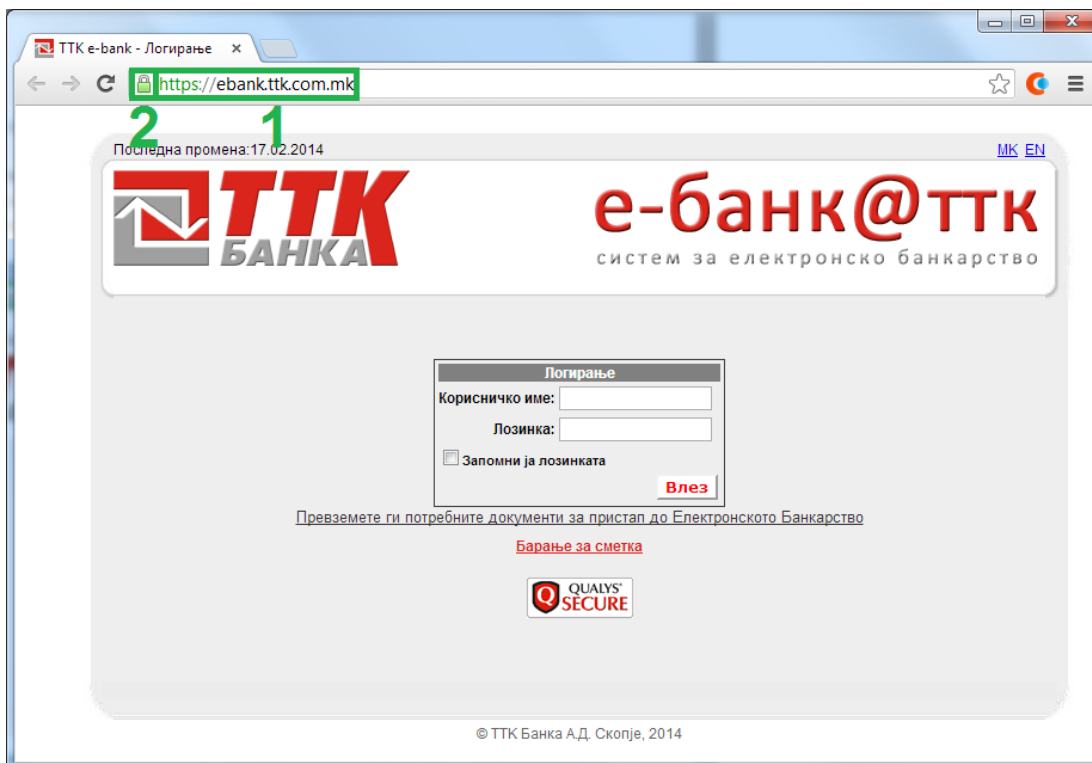 TTK e-bank - Логирање
https://ebank.ttk.com.mk
2 1
Последна промена:17.02.2014
MK EN
ТТК
БАНКА
е-банк@ттк
систем за електронско банкарство
Логирање
Корисничко име:
Лозинка:
Запомни ја лозинката
Влез
Превземете ги потребните документи за пристап до Електронското Банкарство
Барање за сметка
QUALYS'
SECURE
© ТТК Банка А.Д. Скопје, 2014